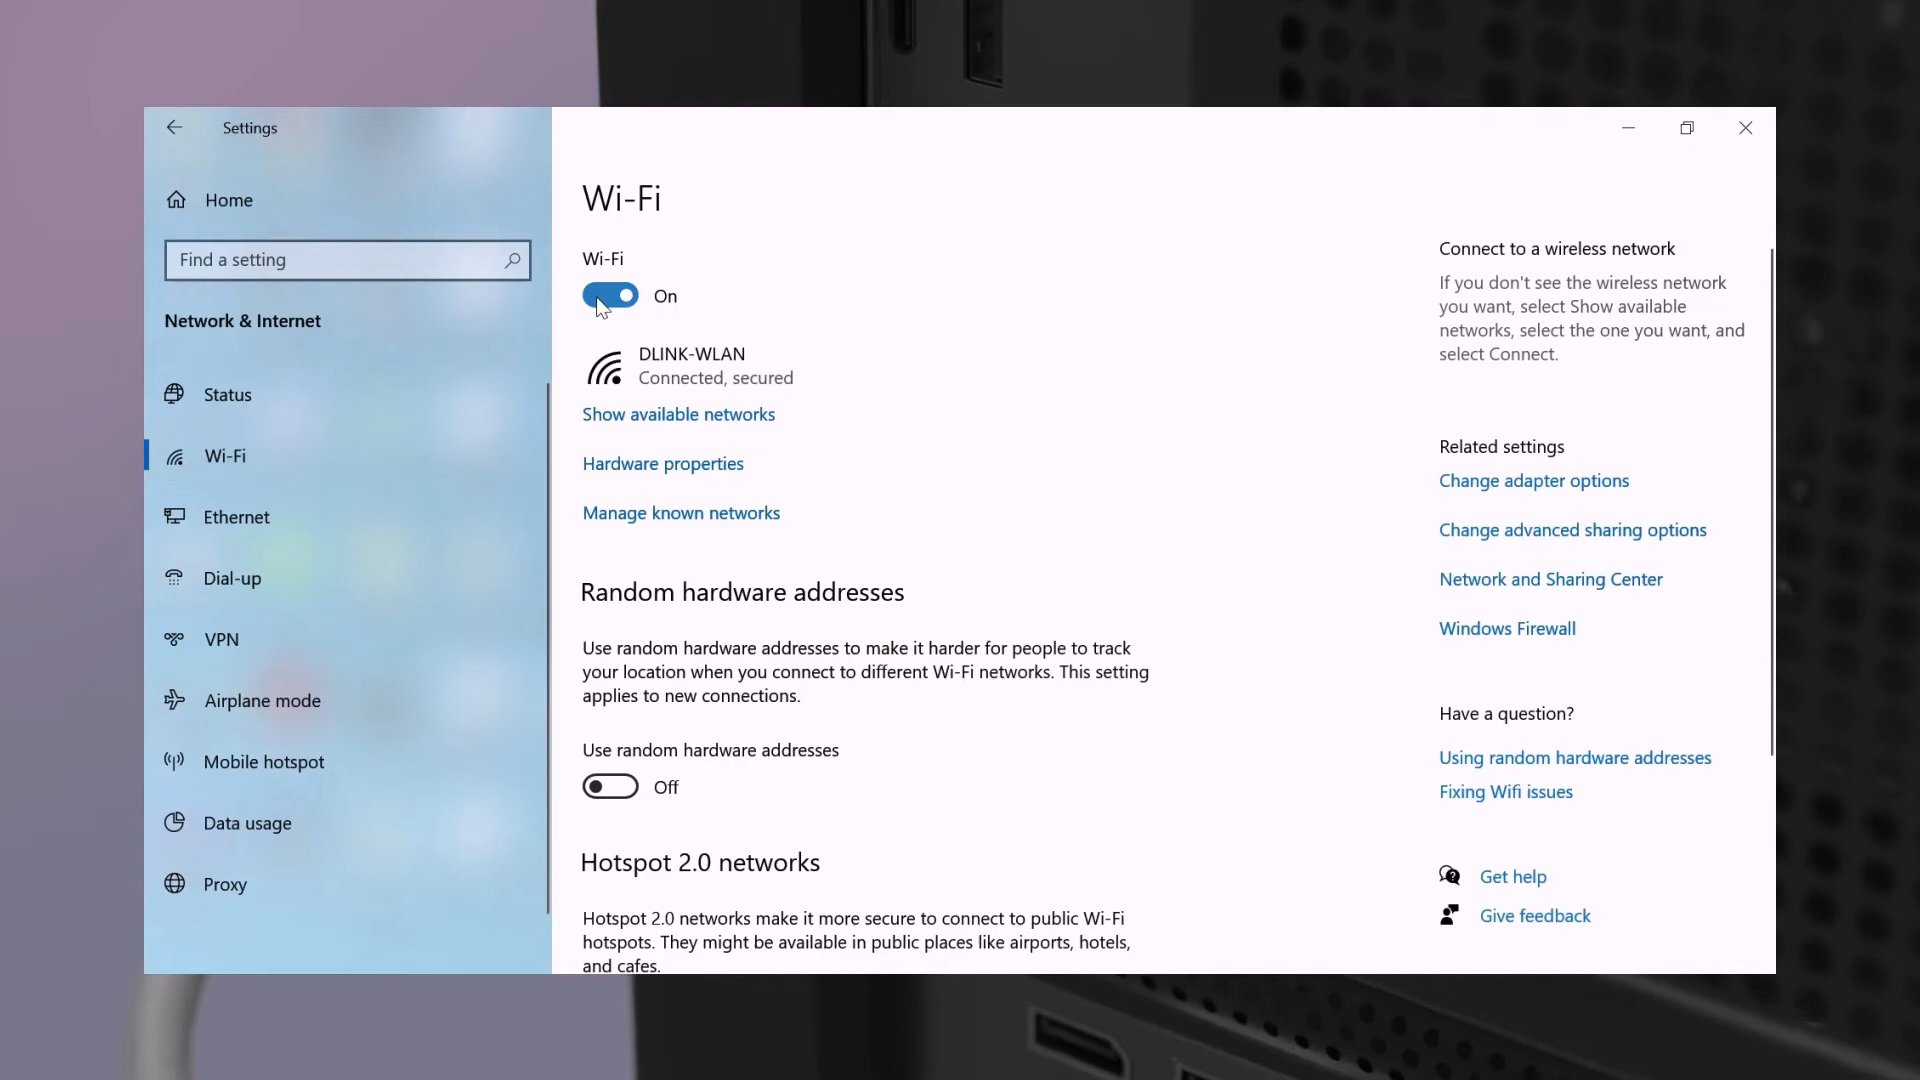 Settings
Home
Find a setting
Network & Internet
Status
Wi-Fi
Ethernet
Dial-up
VPN
Airplane mode
Mobile hotspot
Data usage
Proxy
Wi-Fi
Wi-Fi
On
DLINK-WLAN
Connected, secured
Show available networks
Hardware properties
Manage known networks
Random hardware addresses
Use random hardware addresses to make it harder for people to track
your location when you connect to different Wi-Fi networks. This setting
applies to new connections.
Use random hardware addresses
Off
Hotspot 2.0 networks
Hotspot 2.0 networks make it more secure to connect to public Wi-Fi
hotspots. They might be available in public places like airports, hotels,
and cafes.
Connect to a wireless network
If you don't see the wireless network
you want, select Show available
networks, select the one you want, and
select Connect.
Related settings
Change adapter options
Change advanced sharing options
Network and Sharing Center
Windows Firewall
Have a question?
Using random hardware addresses
Fixing Wifi issues
Get help
Give feedback